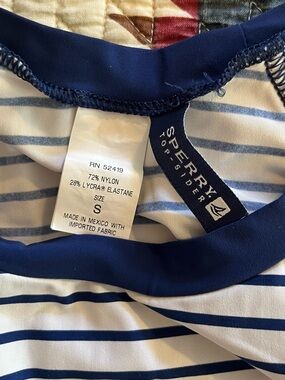 RN 52419
72% NYLON
28% LYCRA® ELASTANE
SIZE
S
MADE IN MEXICO WITH
IMPORTED FABRIC
SPERRY
TOP-SIDER